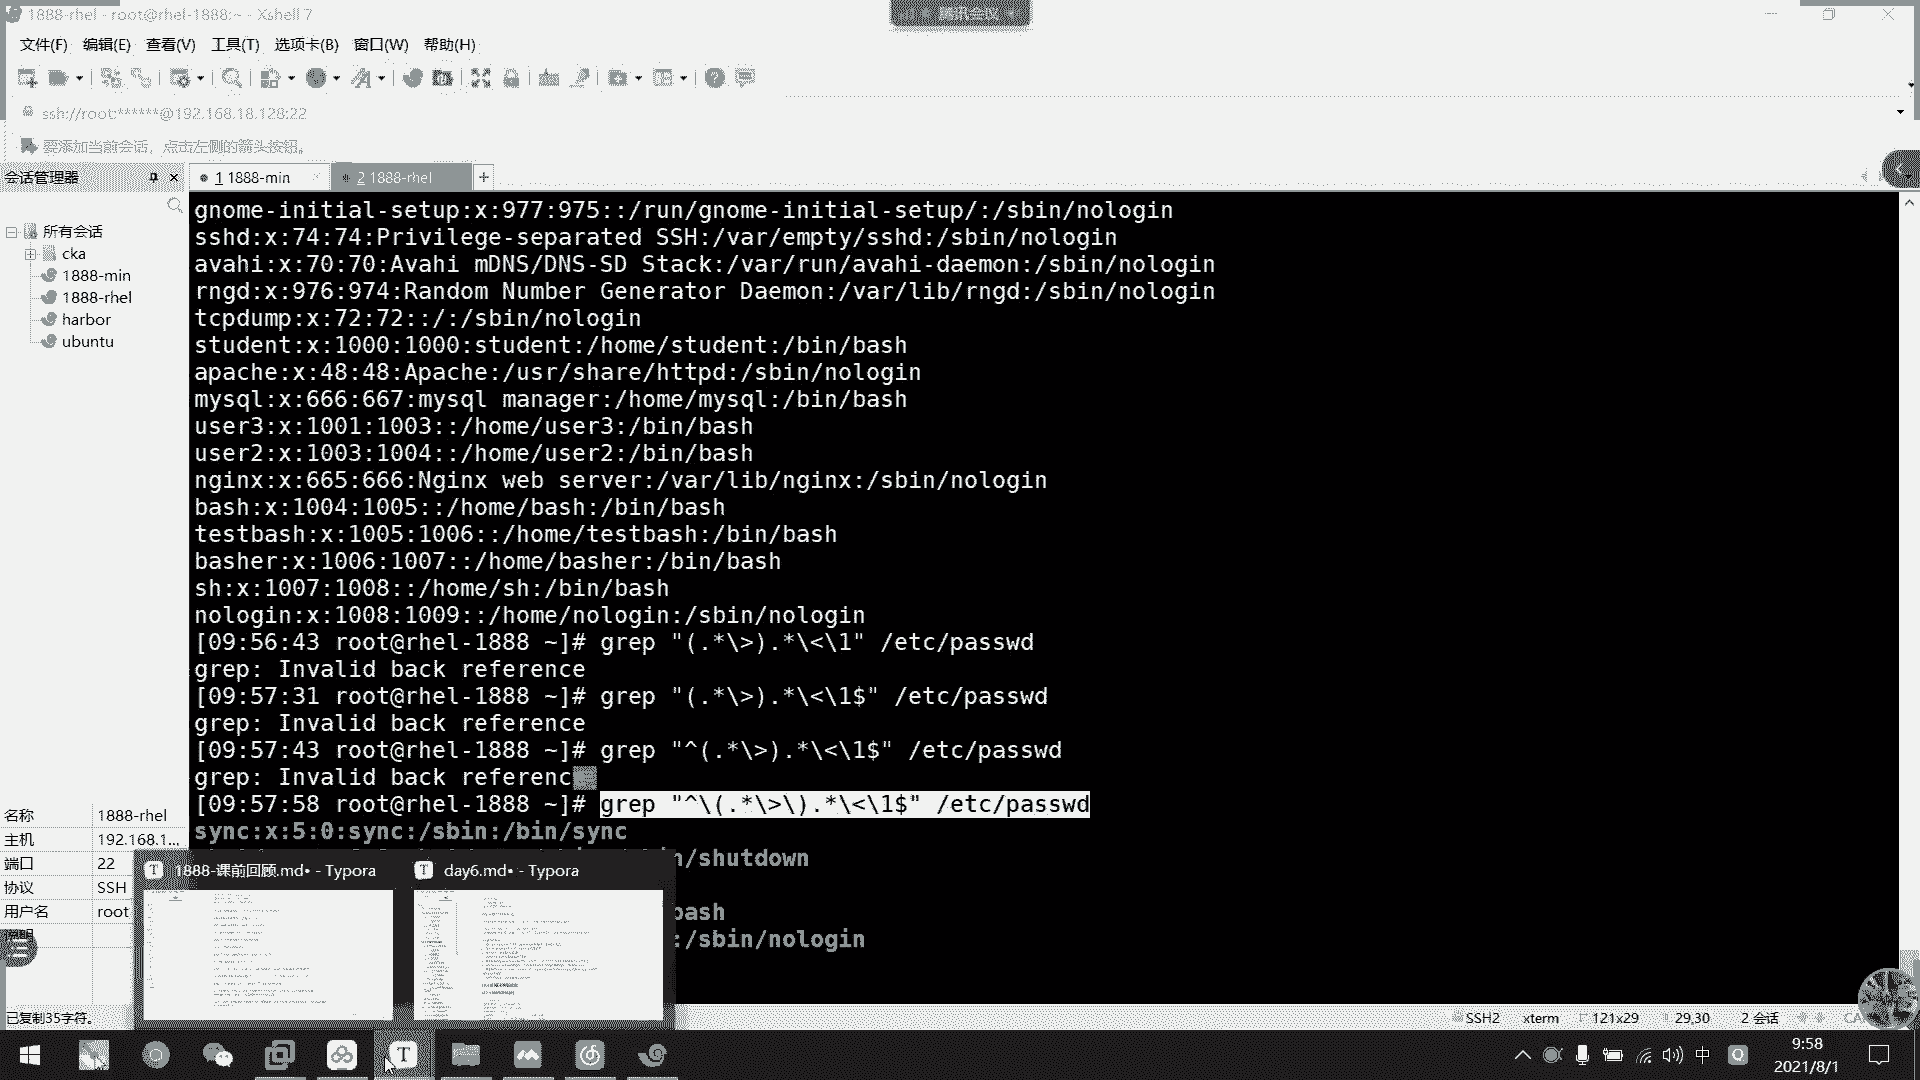 1888-rhel - root@rhel-1888:~ - Xshell 7
腾讯会议
文件(F) 编辑(E) 查看(V) 工具(T) 选项卡(B) 窗口(W) 帮助(H)
ssh://root:******@192.168.18.128:22
要添加当前会话，点击左侧的箭头按钮。
会话管理器
1 1888-min
2 1888-rhel
所有会话
cka
1888-min
1888-rhel
harbor
ubuntu
gnome-initial-setup:x:977:975::/run/gnome-initial-setup/:/sbin/nologin
sshd:x:74:74:Privilege-separated SSH:/var/empty/sshd:/sbin/nologin
avahi:x:70:70:Avahi mDNS/DNS-SD Stack:/var/run/avahi-daemon:/sbin/nologin
rngd:x:976:974:Random Number Generator Daemon:/var/lib/rngd:/sbin/nologin
tcpdump:x:72:72::/:/sbin/nologin
student:x:1000:1000:student:/home/student:/bin/bash
apache:x:48:48:Apache:/usr/share/httpd:/sbin/nologin
mysql:x:666:667:mysql manager:/home/mysql:/bin/bash
user3:x:1001:1003::/home/user3:/bin/bash
user2:x:1003:1004::/home/user2:/bin/bash
nginx:x:665:666:Nginx web server:/var/lib/nginx:/sbin/nologin
bash:x:1004:1005::/home/bash:/bin/bash
testbash:x:1005:1006::/home/testbash:/bin/bash
basher:x:1006:1007::/home/basher:/bin/bash
sh:x:1007:1008::/home/sh:/bin/bash
nologin:x:1008:1009::/home/nologin:/sbin/nologin
[09:56:43 root@rhel-1888 ~]# grep "(.*\>).*\<\1" /etc/passwd
grep: Invalid back reference
[09:57:31 root@rhel-1888 ~]# grep "(.*\>).*\<\1$" /etc/passwd
grep: Invalid back reference
[09:57:43 root@rhel-1888 ~]# grep "^(.*\>).*\<\1$" /etc/passwd
grep: Invalid back referenc
[09:57:58 root@rhel-1888 ~]# grep "^\(.*\>\).*\<\1$" /etc/passwd
sync:x:5:0:sync:/sbin:/bin/sync
n/shutdown
bash
:/sbin/nologin
名称 1888-rhel
主机 192.168.1...
端口 22
协议 SSH
用户名 root
说明
1888-课前回顾.md• - Typora
day6.md• - Typora
已复制35字符。
SSH2 xterm 121x29 29,30 2 会话
中
9:58
2021/8/1